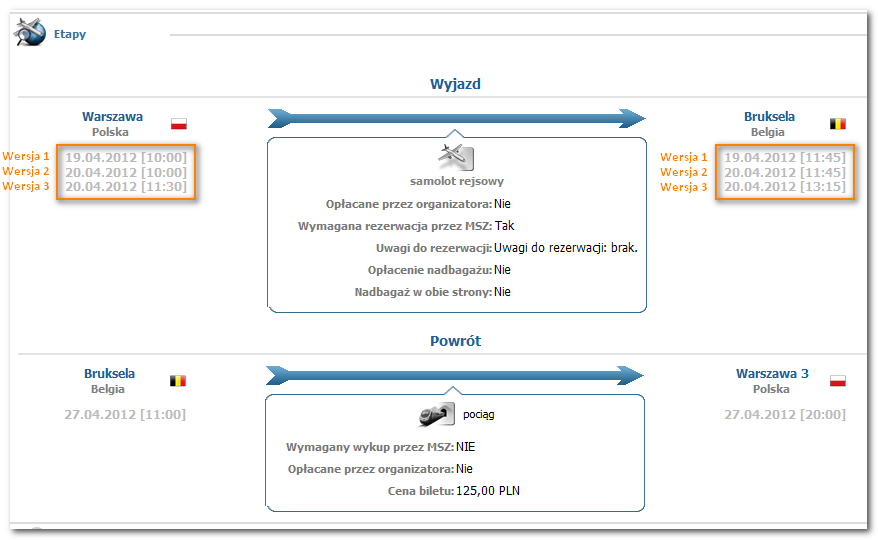 Etapy
Wyjazd
Warszawa
Polska
Wersja 1 19.04.2012 [10:00]
Wersja 2 20.04.2012 [10:00]
Wersja 3 20.04.2012 [11:30]
samolot rejsowy
Opłacane przez organizatora: Nie
Wymagana rezerwacja przez MSZ: Tak
Uwagi do rezerwacji: Uwagi do rezerwacji: brak.
Opłacenie nadbagażu: Nie
Nadbagaż w obie strony: Nie
Bruksela
Belgia
Wersja 1 19.04.2012 [11:45]
Wersja 2 20.04.2012 [11:45]
Wersja 3 20.04.2012 [13:15]
Powrót
Bruksela
Belgia
27.04.2012 [11:00]
pociąg
Wymagany wykup przez MSZ: NIE
Opłacane przez organizatora: Nie
Cena biletu: 125,00 PLN
Warszawa 3
Polska
27.04.2012 [20:00]